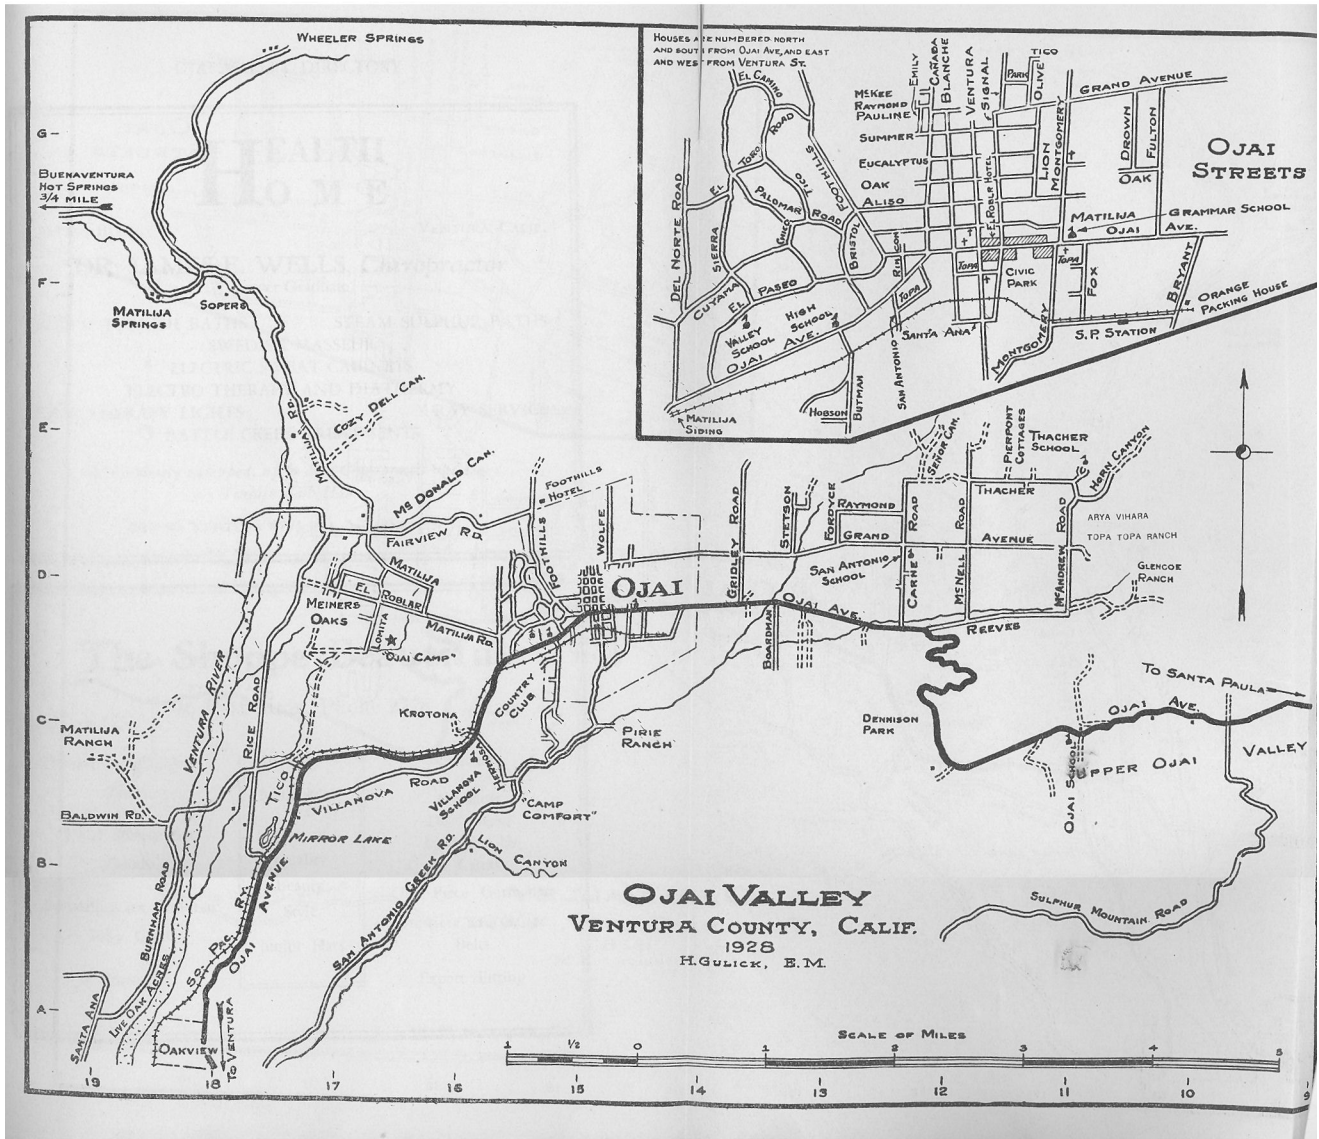 WHEELER SPRINGS
G
BUENAVENTURA
HOT SPRINGS
3/4 MILE
F
MATILIJA
SPRINGS
SOPERS
E
MATILIJA RD.
COZY DELL CAN.
McDONALD CAN.
FOOTHILLS
HOTEL
FAIRVIEW RD.
FOOTHILLS
WOLFE
D
MATILIJA
EL ROBLAR
MEINERS
OAKS
LOMITA
"OJAI CAMP"
MATILIJA RD.
OJAI
GRIDLEY ROAD
STETSON
FORDYCE
RAYMOND
GRAND AVENUE
SAN ANTONIO
SCHOOL
CARNE ROAD
SEÑOR CAN.
McNELL ROAD
PIERPONT
COTTAGES
THACHER
SCHOOL
THACHER
HORN CANYON
McANDREW ROAD
ARYA VIHARA
TOPA TOPA RANCH
GLENCOE
RANCH
OJAI AVE.
REEVES
BOARDMAN
C
MATILIJA
RANCH
VENTURA RIVER
RICE ROAD
KROTONA
COUNTRY
CLUB
PIRIE
RANCH
DENNISON
PARK
TO SANTA PAULA
OJAI AVE.
UPPER OJAI VALLEY
OJAI SCHOOL
TICO
VILLANOVA ROAD
VILLANOVA
SCHOOL
HERMOSA
"CAMP
COMFORT"
BALDWIN RD.
MIRROR LAKE
B
LION
CANYON
SAN ANTONIO CREEK RD.
BURNHAM ROAD
SO. PAC. RY.
OJAI AVENUE
LIVE OAK ACRES
SULPHUR MOUNTAIN ROAD
A
SANTA ANA
OAKVIEW
TO VENTURA
OJAI VALLEY
VENTURA COUNTY, CALIF.
1928
H. GULICK, E.M.
SCALE OF MILES
1 1/2 0 1 2 3 4 5
19 18 17 16 15 14 13 12 11 10 9
HOUSES ARE NUMBERED NORTH
AND SOUTH FROM OJAI AVE, AND EAST
AND WEST FROM VENTURA ST.
OJAI
STREETS
EL CAMINO
ROAD
EL TORO
TICO
FOOTHILLS
PALOMAR ROAD
CHICO
DEL NORTE ROAD
SIERRA
CUYAMA
EL PASEO
BRISTOL
RINCON
McKEE
RAYMOND
PAULINE
SUMMER
EUCALYPTUS
OAK
ALISO
EMILY
CAÑADA
BLANCHE
VENTURA
SIGNAL
PARK
TICO
OLIVE
LION
MONTGOMERY
EL ROBLR HOTEL
GRAND AVENUE
DROWN
FULTON
OAK
MATILIJA
GRAMMAR SCHOOL
OJAI AVE.
TOPA
TOPA
TOPA
CIVIC
PARK
FOX
BRYANT
ORANGE
PACKING HOUSE
S.P. STATION
MONTGOMERY
SANTA ANA
SAN ANTONIO
HIGH
SCHOOL
VALLEY
SCHOOL
OJAI AVE.
MATILIJA
SIDING
HOBSON
BUTMAN